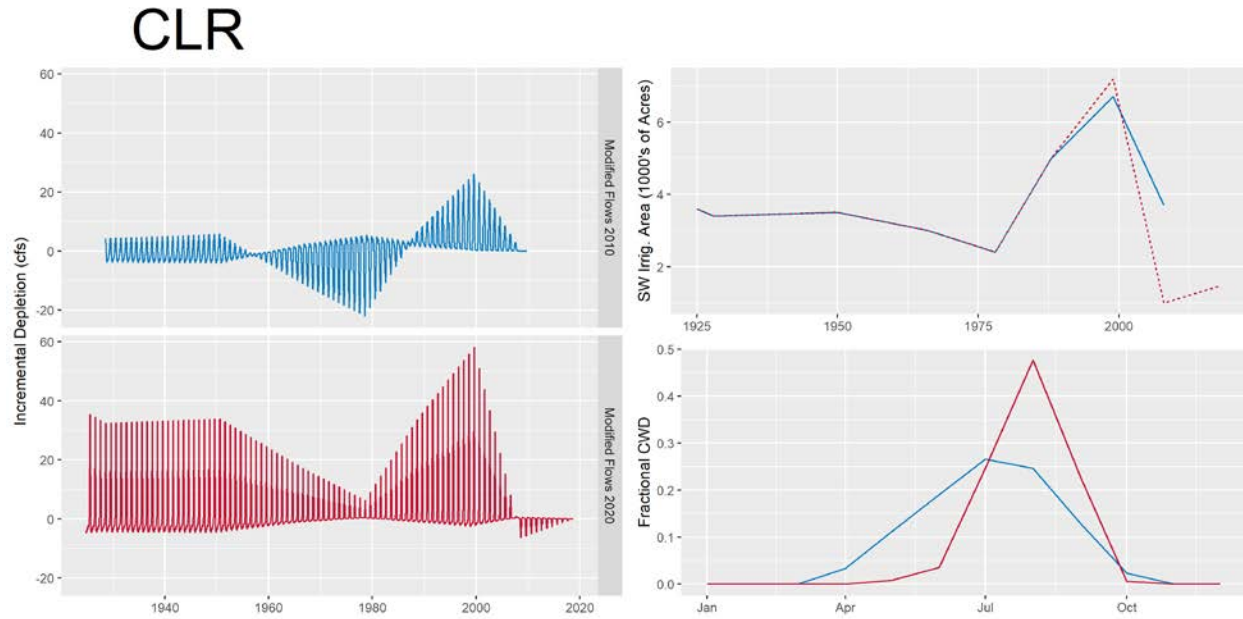 CLR
Incremental Depletion (cfs)
60
40
20
0
-20
Modified Flows 2010
60
40
20
0
-20
Modified Flows 2020
1940 1960 1980 2000 2020
SW Irrig. Area (1000's of Acres)
6
4
2
1925 1950 1975 2000
Fractional CWD
0.5
0.4
0.3
0.2
0.1
0.0
Jan Apr Jul Oct